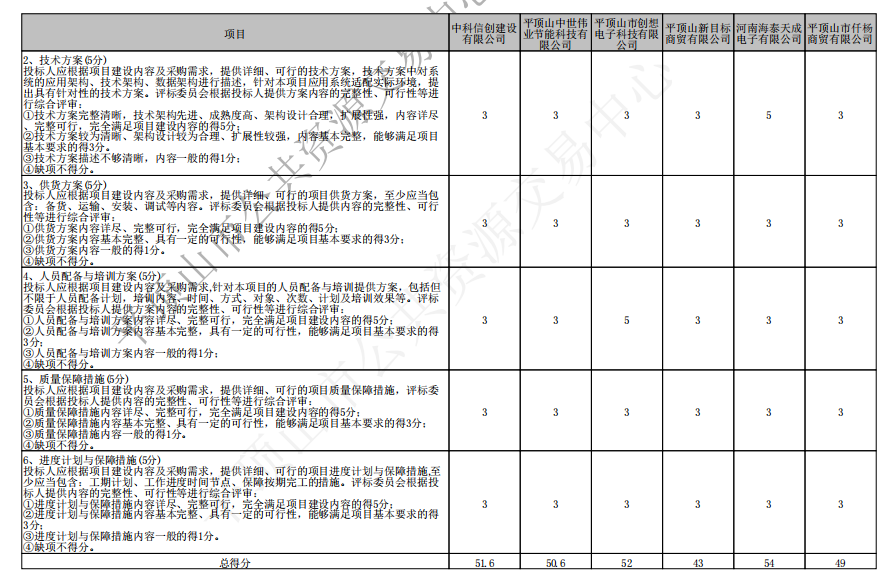 项目 中科信创建设有限公司 平顶山中世伟业节能科技有限公司 平顶山市创想电子科技有限公司 平顶山新目标商贸有限公司 河南海泰天成电子有限公司 平顶山市仟杨商贸有限公司
2、技术方案(5分)
投标人应根据项目建设内容及采购需求，提供详细、可行的技术方案，技术方案中对系
统的应用架构、技术架构、数据架构进行描述，针对本项目应用系统适配实际环境，提
出具有针对性的技术方案。评标委员会根据投标人提供方案内容的完整性、可行性等进
行综合评审：
①技术方案完整清晰，技术架构先进、成熟度高、架构设计合理，扩展性强，内容详尽
、完整可行，完全满足项目建设内容的得5分；
②技术方案较为清晰、架构设计较为合理、扩展性较强，内容基本完整，能够满足项目
基本要求的得3分。
③技术方案描述不够清晰，内容一般的得1分；
④缺项不得分。
3 3 3 3 5 3
3、供货方案(5分)
投标人应根据项目建设内容及采购需求，提供详细、可行的项目供货方案，至少应当包
含：备货、运输、安装、调试等内容。评标委员会根据投标人提供内容的完整性、可行
性等进行综合评审：
①供货方案内容详尽、完整可行，完全满足项目建设内容的得5分；
②供货方案内容基本完整、具有一定的可行性，能够满足项目基本要求的得3分；
③供货方案内容一般的得1分。
④缺项不得分。
3 3 3 3 3 3
4、人员配备与培训方案(5分)
投标人应根据项目建设内容及采购需求,针对本项目的人员配备与培训提供方案，包括但
不限于人员配备计划，培训内容、时间、方式、对象、次数、计划及培训效果等。评标
委员会根据投标人提供方案内容的完整性、可行性等进行综合评审：
①人员配备与培训方案内容详尽、完整可行，完全满足项目建设内容的得5分；
②人员配备与培训方案内容基本完整，具有一定的可行性，能够满足项目基本要求的得
3分；
③人员配备与培训方案内容一般的得1分；
④缺项不得分。
3 3 5 3 3 3
5、质量保障措施(5分)
投标人应根据项目建设内容及采购需求，提供详细、可行的项目质量保障措施，评标委
员会根据投标人提供内容的完整性、可行性等进行综合评审：
①质量保障措施内容详尽、完整可行，完全满足项目建设内容的得5分；
②质量保障措施内容基本完整、具有一定的可行性，能够满足项目基本要求的得3分；
③质量保障措施内容一般的得1分。
④缺项不得分。
3 3 3 3 3 3
6、进度计划与保障措施(5分)
投标人应根据项目建设内容及采购需求，提供详细、可行的项目进度计划与保障措施,至
少应当包含：工期计划、工作进度时间节点、保障按期完工的措施。评标委员会根据投
标人提供内容的完整性、可行性等进行综合评审：
①进度计划与保障措施内容详尽、完整可行，完全满足项目建设内容的得5分；
②进度计划与保障措施内容基本完整、具有一定的可行性，能够满足项目基本要求的得
3分；
③进度计划与保障措施内容一般的得1分。
④缺项不得分。
3 3 3 3 3 3
总得分 51.6 50.6 52 43 54 49
平顶山市公共资源交易中心
顶山市公共资源交易中心